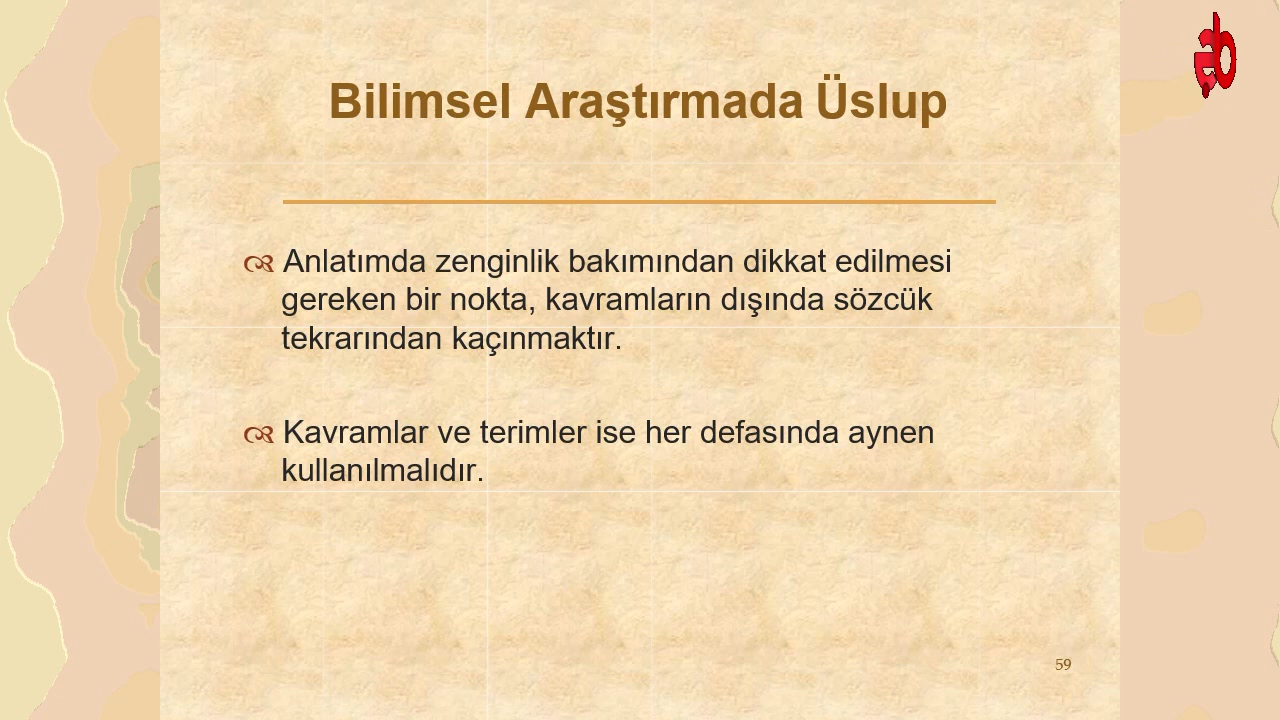 Bilimsel Araştırmada Üslup
Anlatımda zenginlik bakımından dikkat edilmesi
gereken bir nokta, kavramların dışında sözcük
tekrarından kaçınmaktır.
Kavramlar ve terimler ise her defasında aynen
kullanılmalıdır.
59